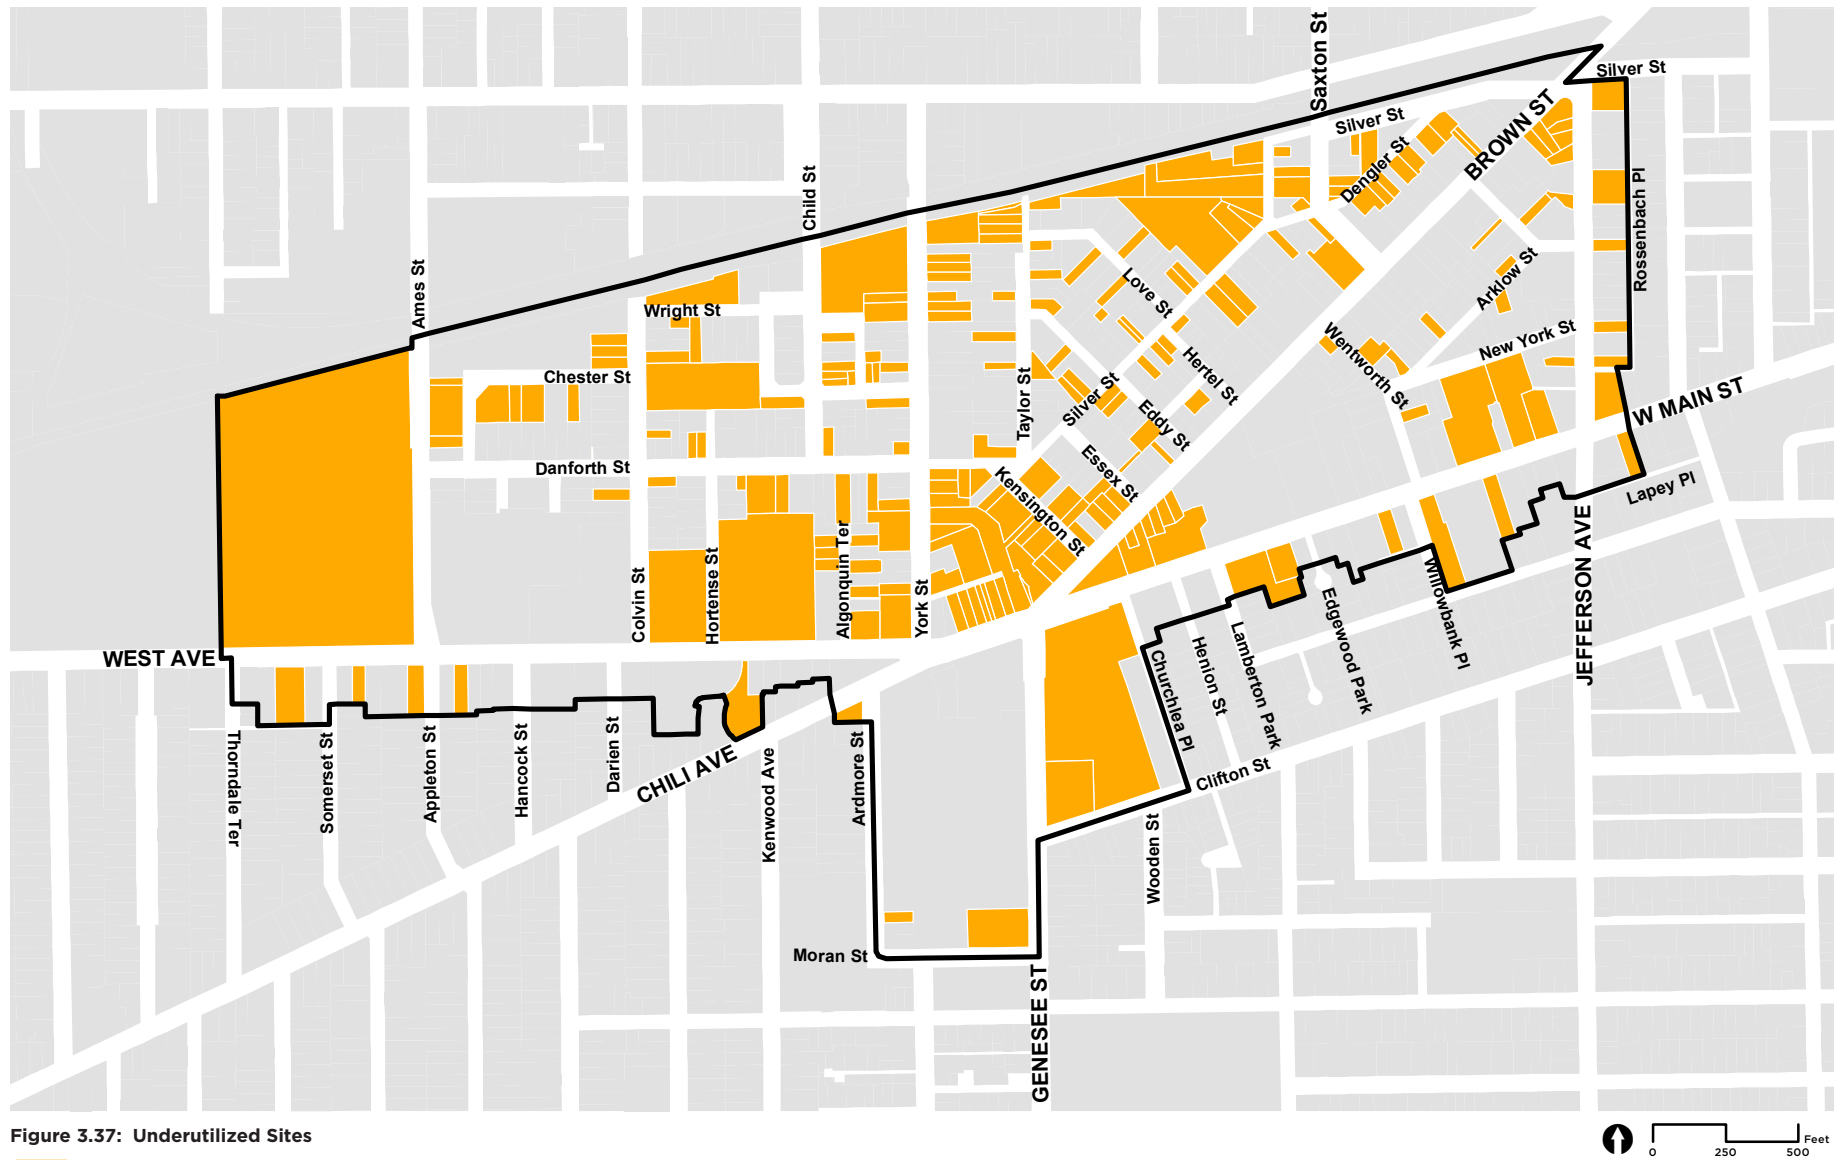 Saxton St
Silver St
Silver St
BROWN ST
Dengler St
Child St
Rossenbach Pl
Ames St
Love St
Arklow St
Wright St
New York St
Wentworth St
Hertel St
Chester St
Taylor St
Silver St
Eddy St
W MAIN ST
Danforth St
Essex St
Kensington St
Lapey Pl
Algonquin Ter
Colvin St
Hortense St
York St
JEFFERSON AVE
Willowbank Pl
Edgewood Park
Lamberton Park
Henion St
Churchlea Pl
WEST AVE
Thorndale Ter
Somerset St
Appleton St
Hancock St
Darien St
CHILI AVE
Kenwood Ave
Ardmore St
Clifton St
Wooden St
Moran St
GENESEE ST
Figure 3.37: Underutilized Sites
Feet
0 250 500